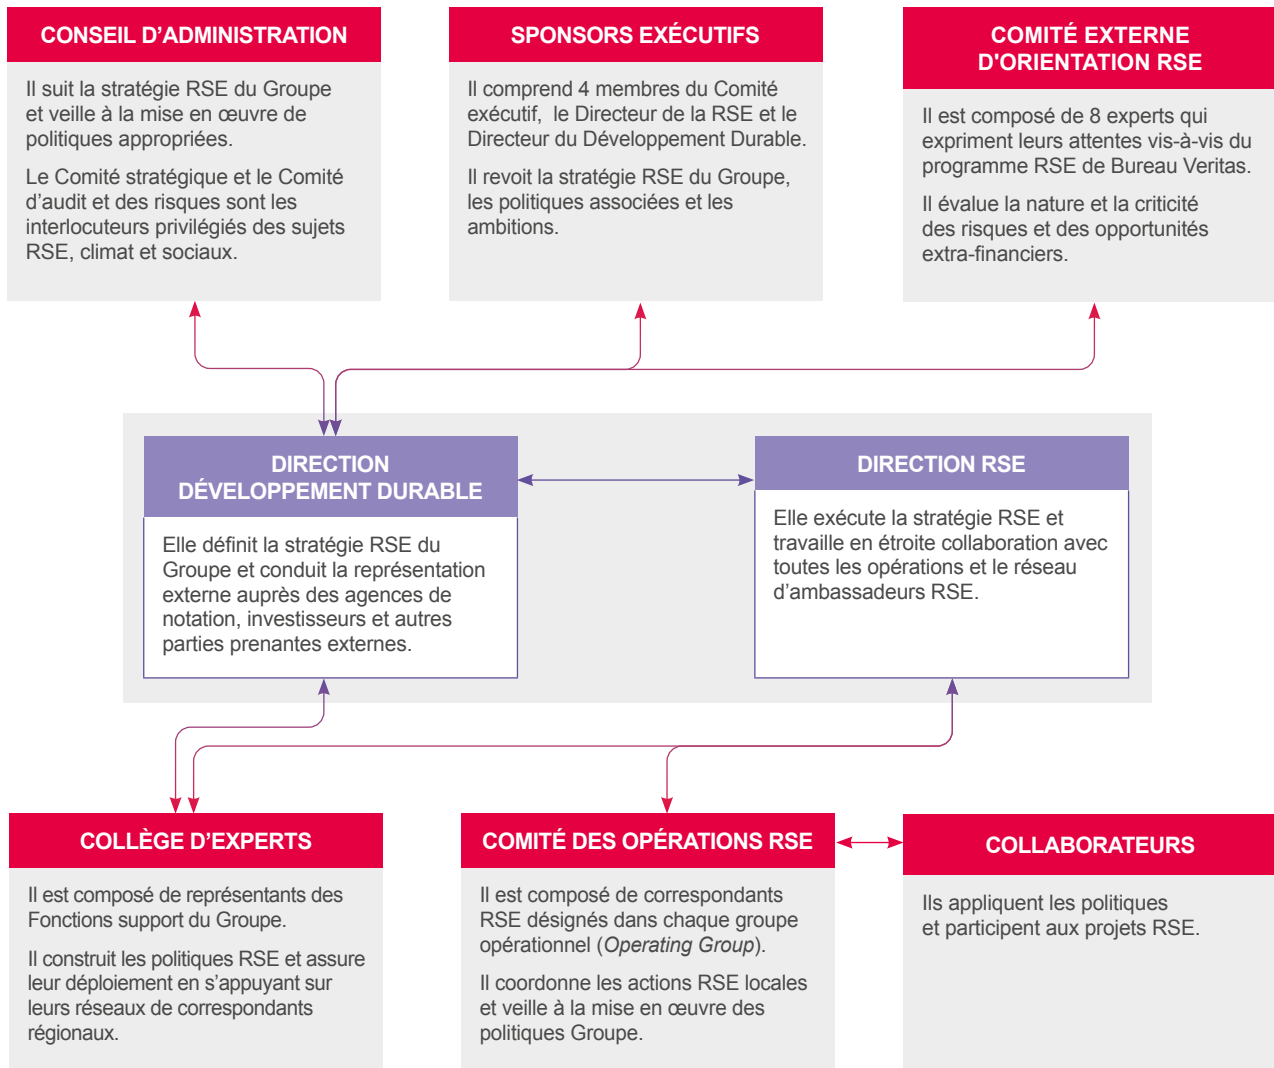 CONSEIL D’ADMINISTRATION
Il suit la stratégie RSE du Groupe
et veille à la mise en œuvre de
politiques appropriées.
Le Comité stratégique et le Comité
d’audit et des risques sont les
interlocuteurs privilégiés des sujets
RSE, climat et sociaux.
SPONSORS EXÉCUTIFS
Il comprend 4 membres du Comité
exécutif, le Directeur de la RSE et le
Directeur du Développement Durable.
Il revoit la stratégie RSE du Groupe,
les politiques associées et les
ambitions.
COMITÉ EXTERNE
D'ORIENTATION RSE
Il est composé de 8 experts qui
expriment leurs attentes vis-à-vis du
programme RSE de Bureau Veritas.
Il évalue la nature et la criticité
des risques et des opportunités
extra-financiers.
DIRECTION
DÉVELOPPEMENT DURABLE
Elle définit la stratégie RSE du
Groupe et conduit la représentation
externe auprès des agences de
notation, investisseurs et autres
parties prenantes externes.
DIRECTION RSE
Elle exécute la stratégie RSE et
travaille en étroite collaboration avec
toutes les opérations et le réseau
d’ambassadeurs RSE.
COLLÈGE D’EXPERTS
Il est composé de représentants des
Fonctions support du Groupe.
Il construit les politiques RSE et assure
leur déploiement en s’appuyant sur
leurs réseaux de correspondants
régionaux.
COMITÉ DES OPÉRATIONS RSE
Il est composé de correspondants
RSE désignés dans chaque groupe
opérationnel (Operating Group).
Il coordonne les actions RSE locales
et veille à la mise en œuvre des
politiques Groupe.
COLLABORATEURS
Ils appliquent les politiques
et participent aux projets RSE.